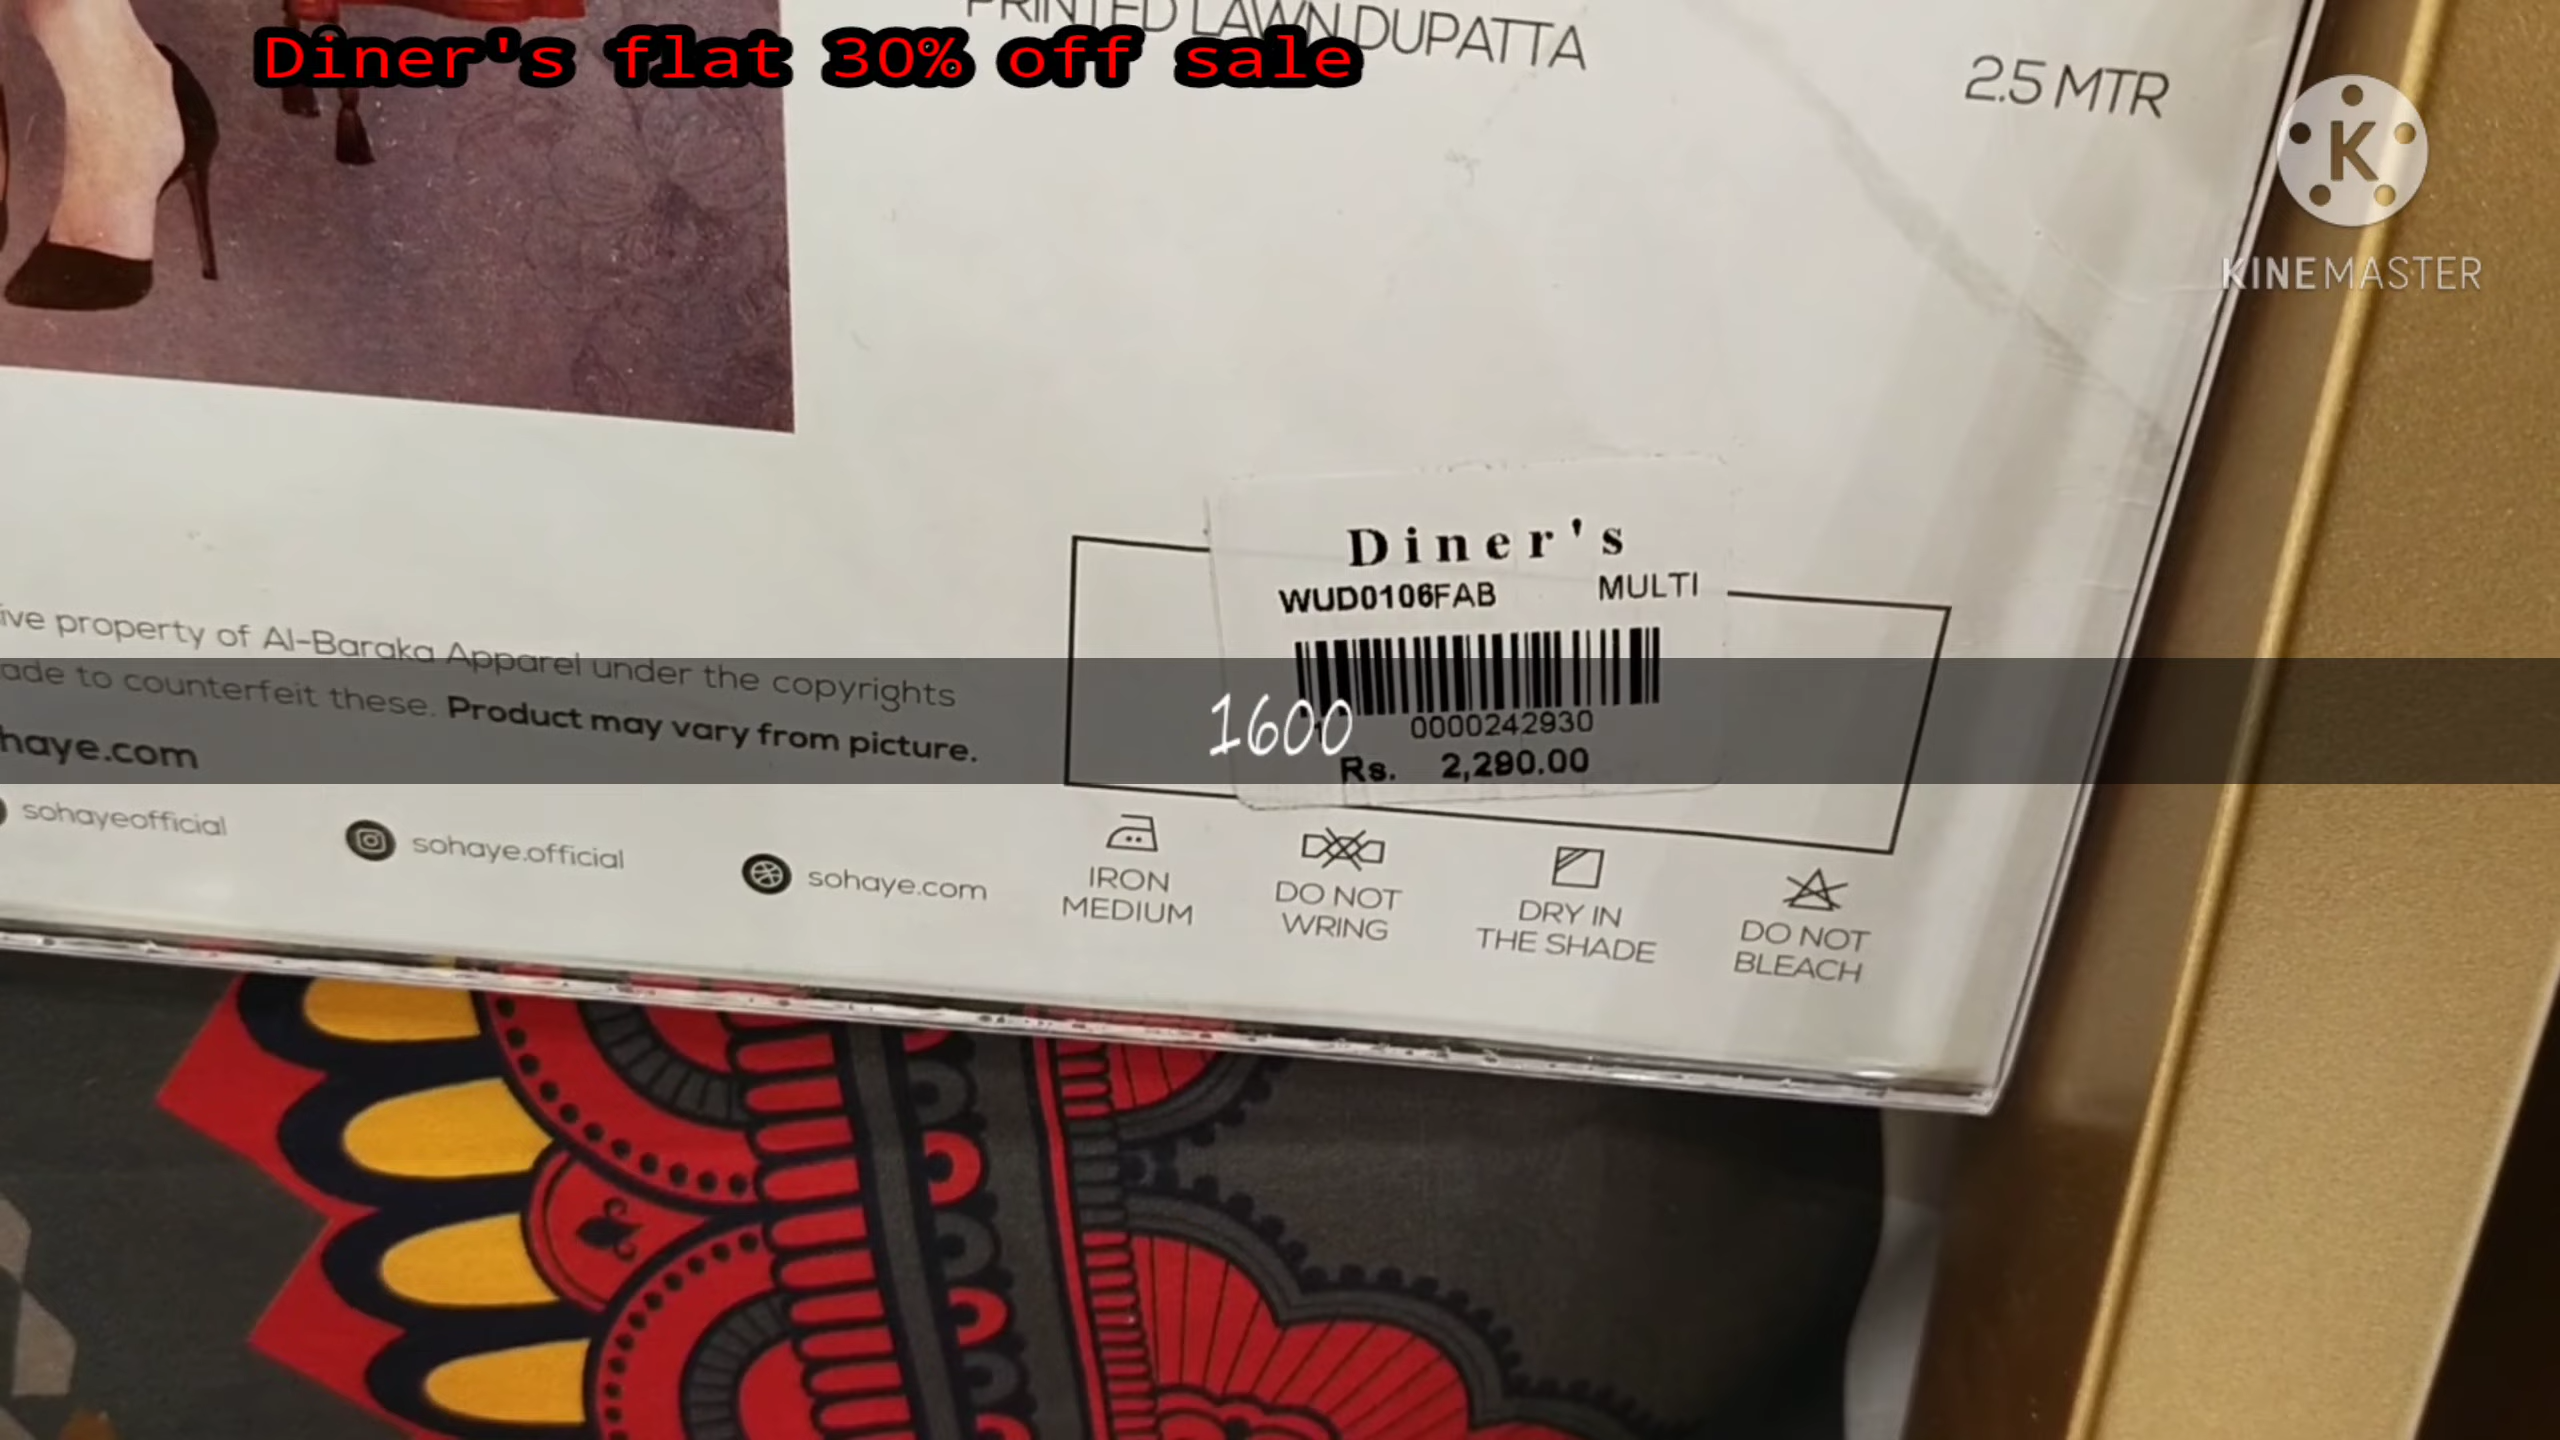 PRINTED LAWN DUPATTA
2.5 MTR
Diner's flat 30% off sale
K
KINEMASTER
Diner's
WUD0106FAB MULTI
0000242930
Rs. 2,290.00
1600
property of Al-Baraka Apparel under the copyrights
to counterfeit these. Product may vary from picture.
haye.com
sohayeofficial
sohaye.official
sohaye.com
IRON
MEDIUM
DO NOT
WRING
DRY IN
THE SHADE
DO NOT
BLEACH